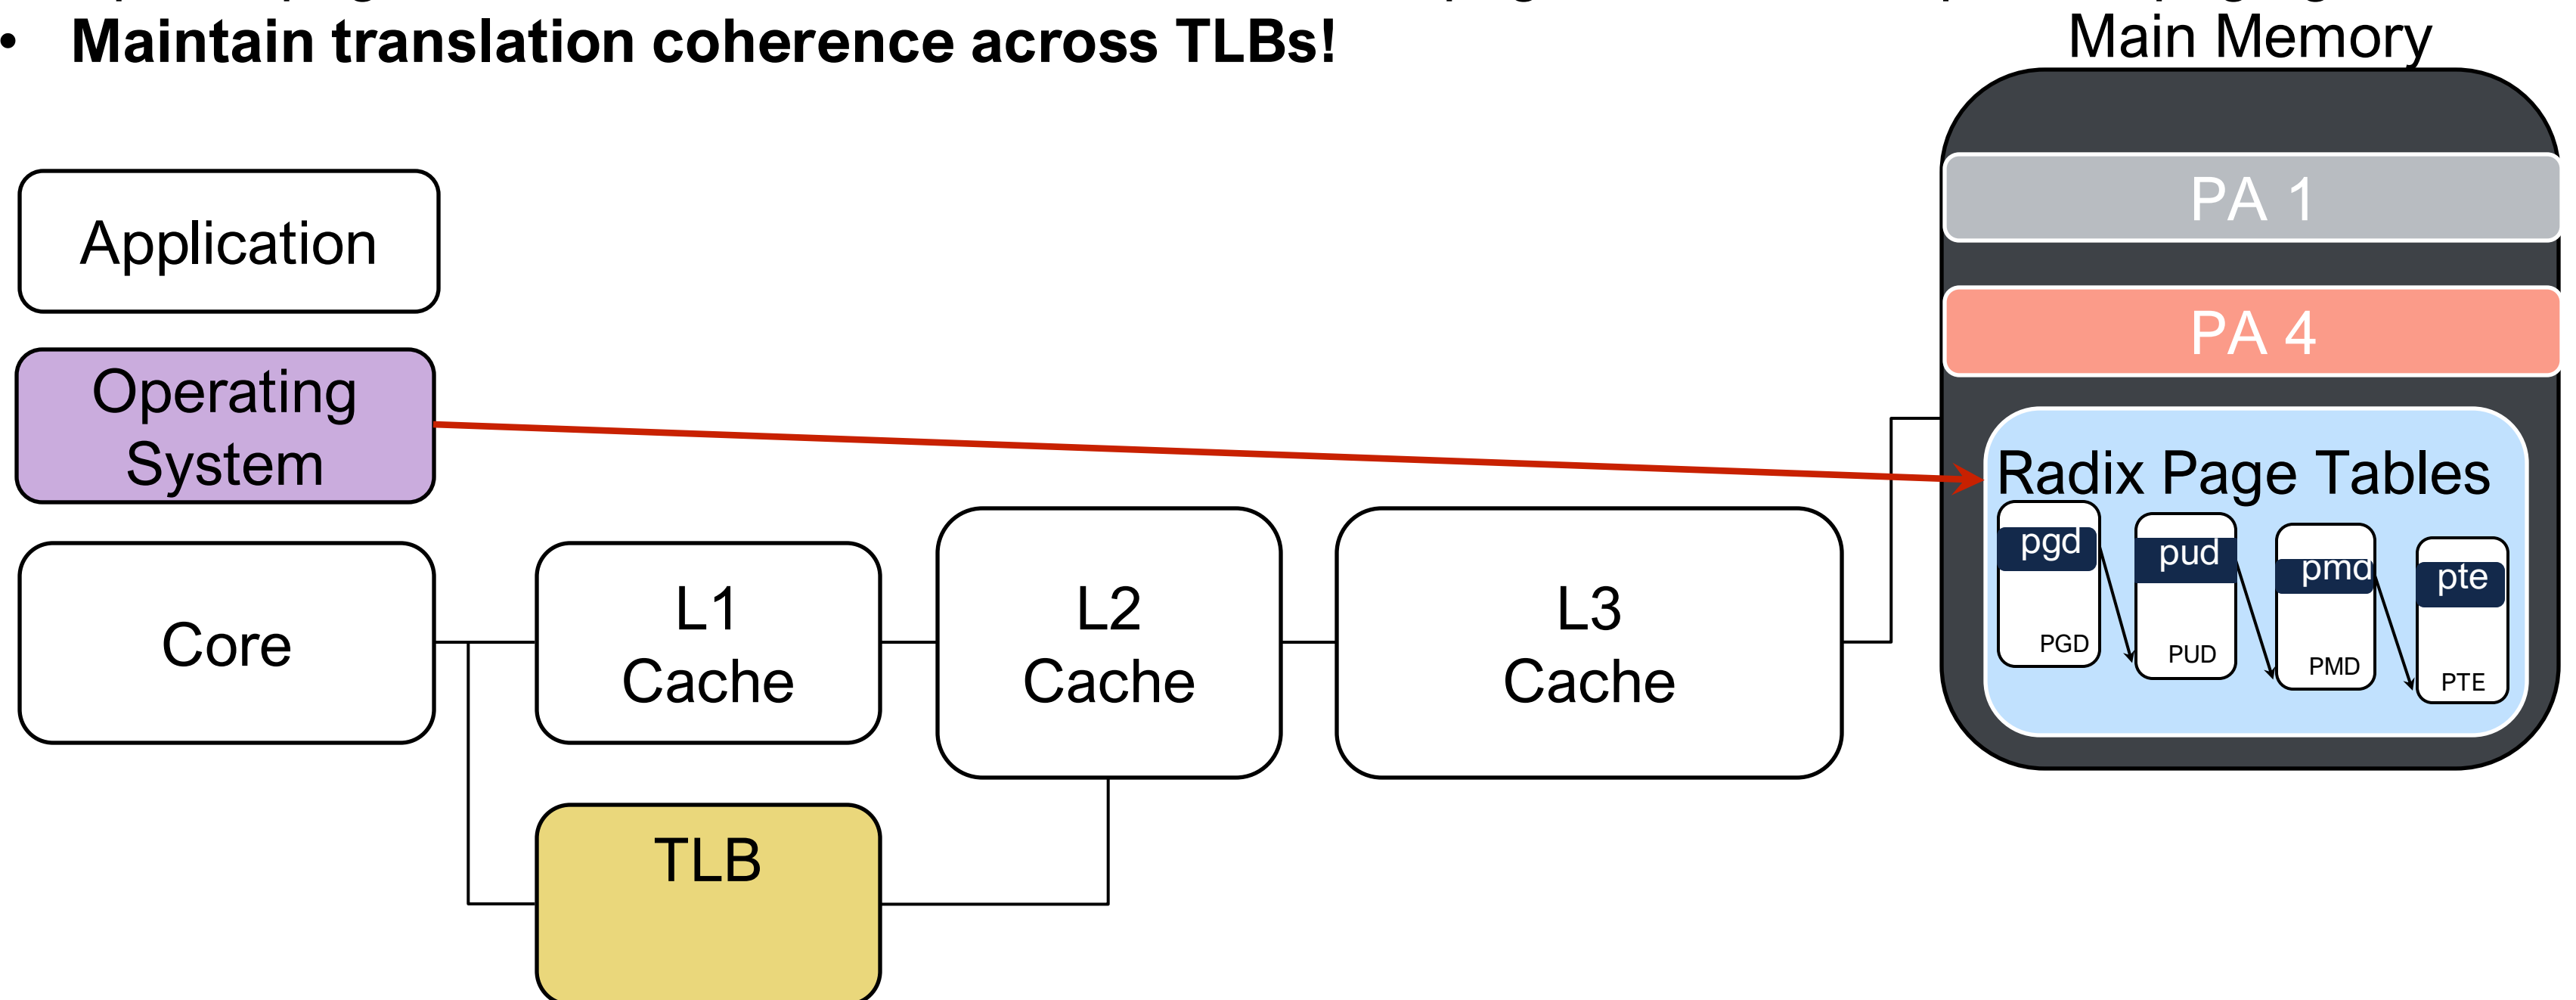 • Maintain translation coherence across TLBs!
Main Memory
PA 1
Application
PA 4
Operating
System
Radix Page Tables
pgd
pud
pmd
pte
PGD
PUD
PMD
PTE
Core
L1
Cache
L2
Cache
L3
Cache
TLB